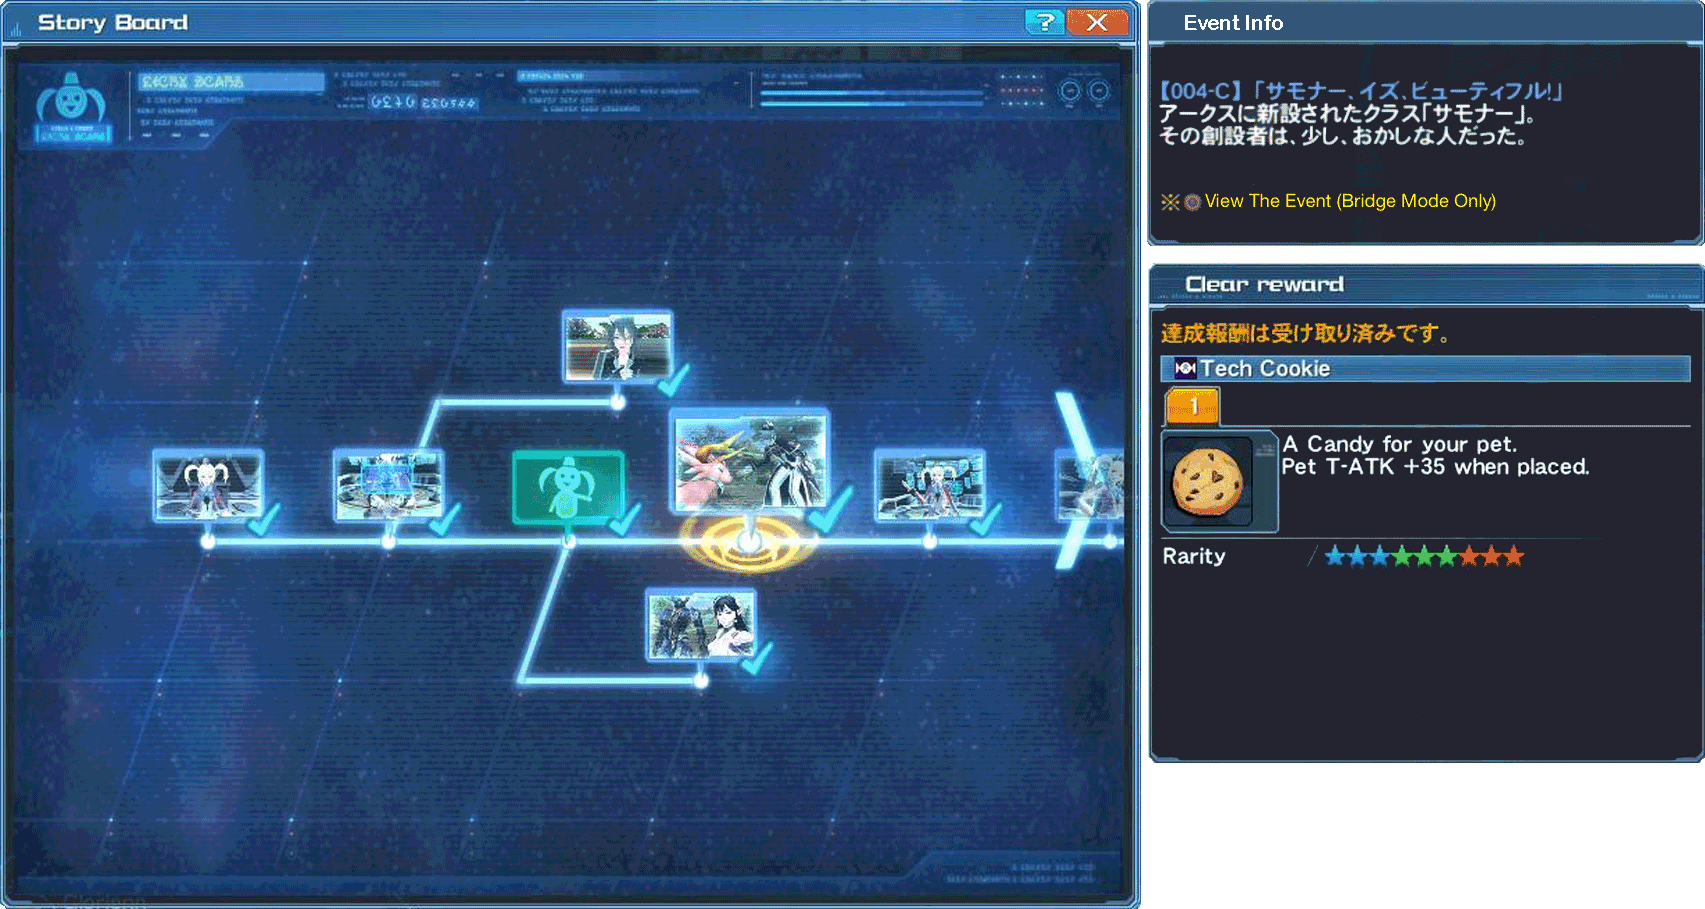 Story Board
?
X
Event Info
【004-C】「サモナー、イズ、ビューティフル!」
アークスに新設されたクラス「サモナー」。
その創設者は、少し、おかしな人だった。
※View The Event (Bridge Mode Only)
Clear reward
達成報酬は受け取り済みです。
Tech Cookie
1
A Candy for your pet.
Pet T-ATK +35 when placed.
Rarity / ★★★★★★★★★